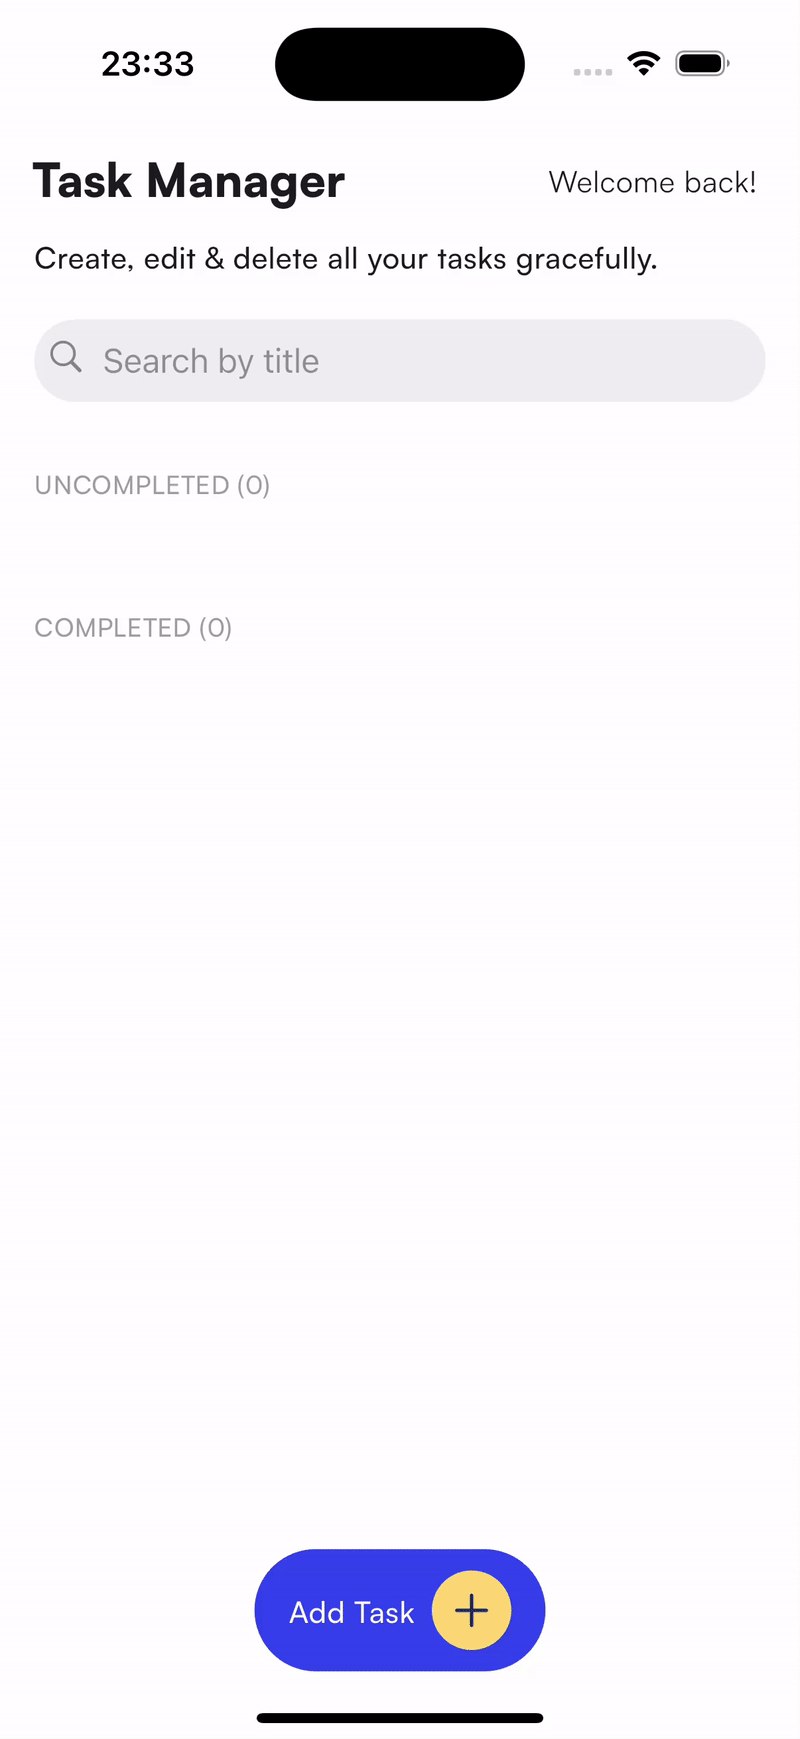 23:33
Task Manager
Welcome back!
Create, edit & delete all your tasks gracefully.
Search by title
UNCOMPLETED (0)
COMPLETED (0)
Add Task